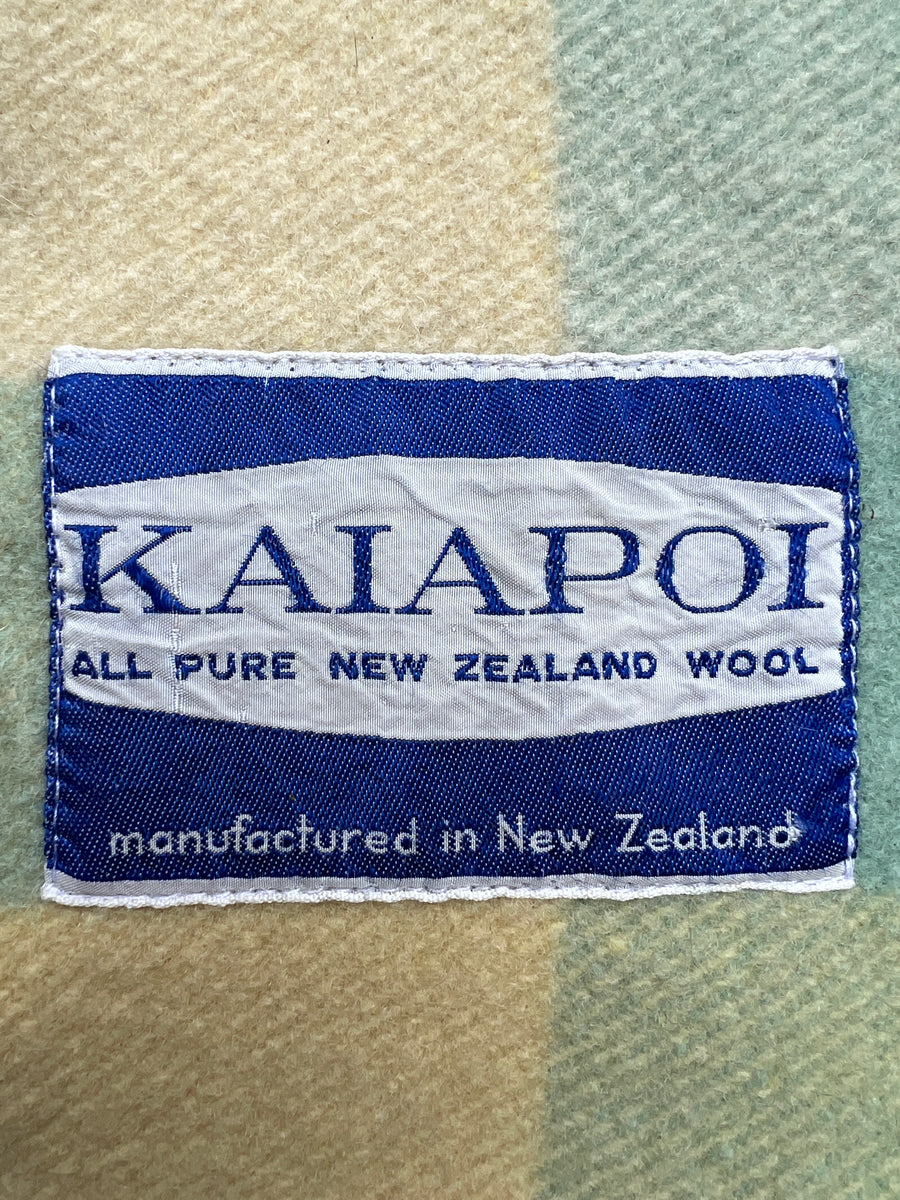 KAIAPOI
ALL PURE NEW ZEALAND WOOL
manufactured in New Zealand